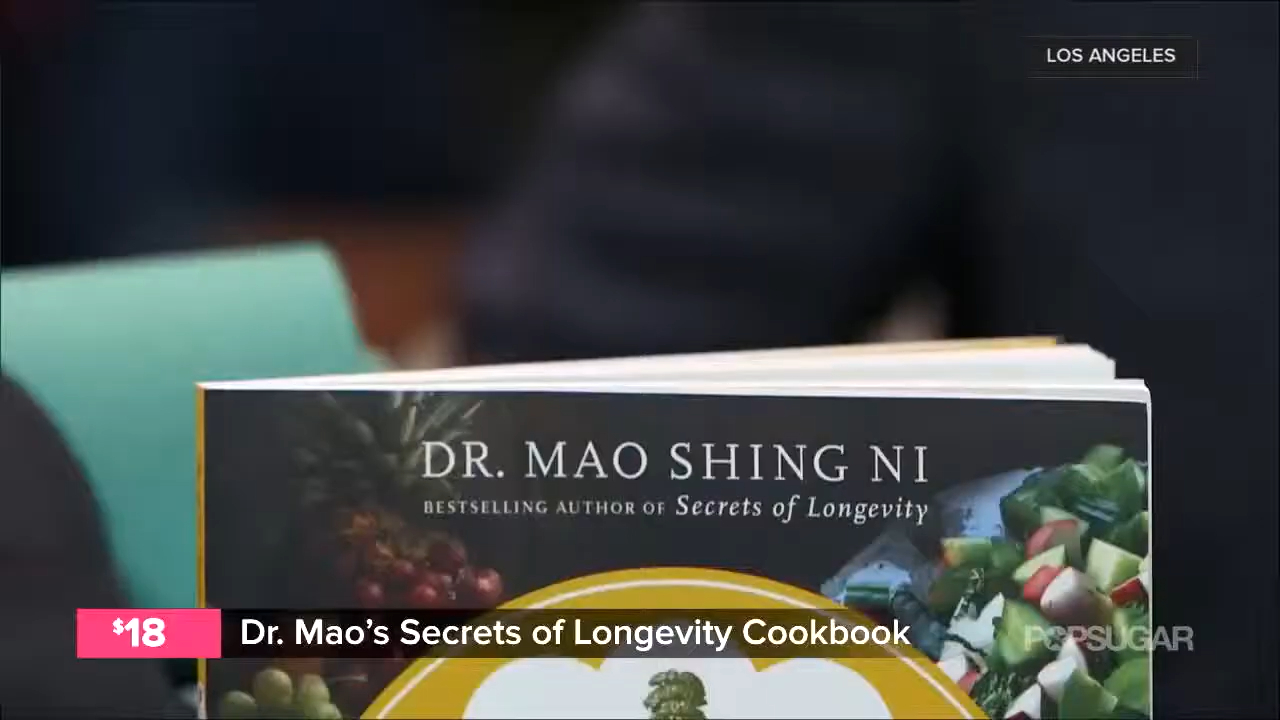 LOS ANGELES
DR. MAO SHING NI
BESTSELLING AUTHOR OF Secrets of Longevity
$18 Dr. Mao's Secrets of Longevity Cookbook
POPSUGAR